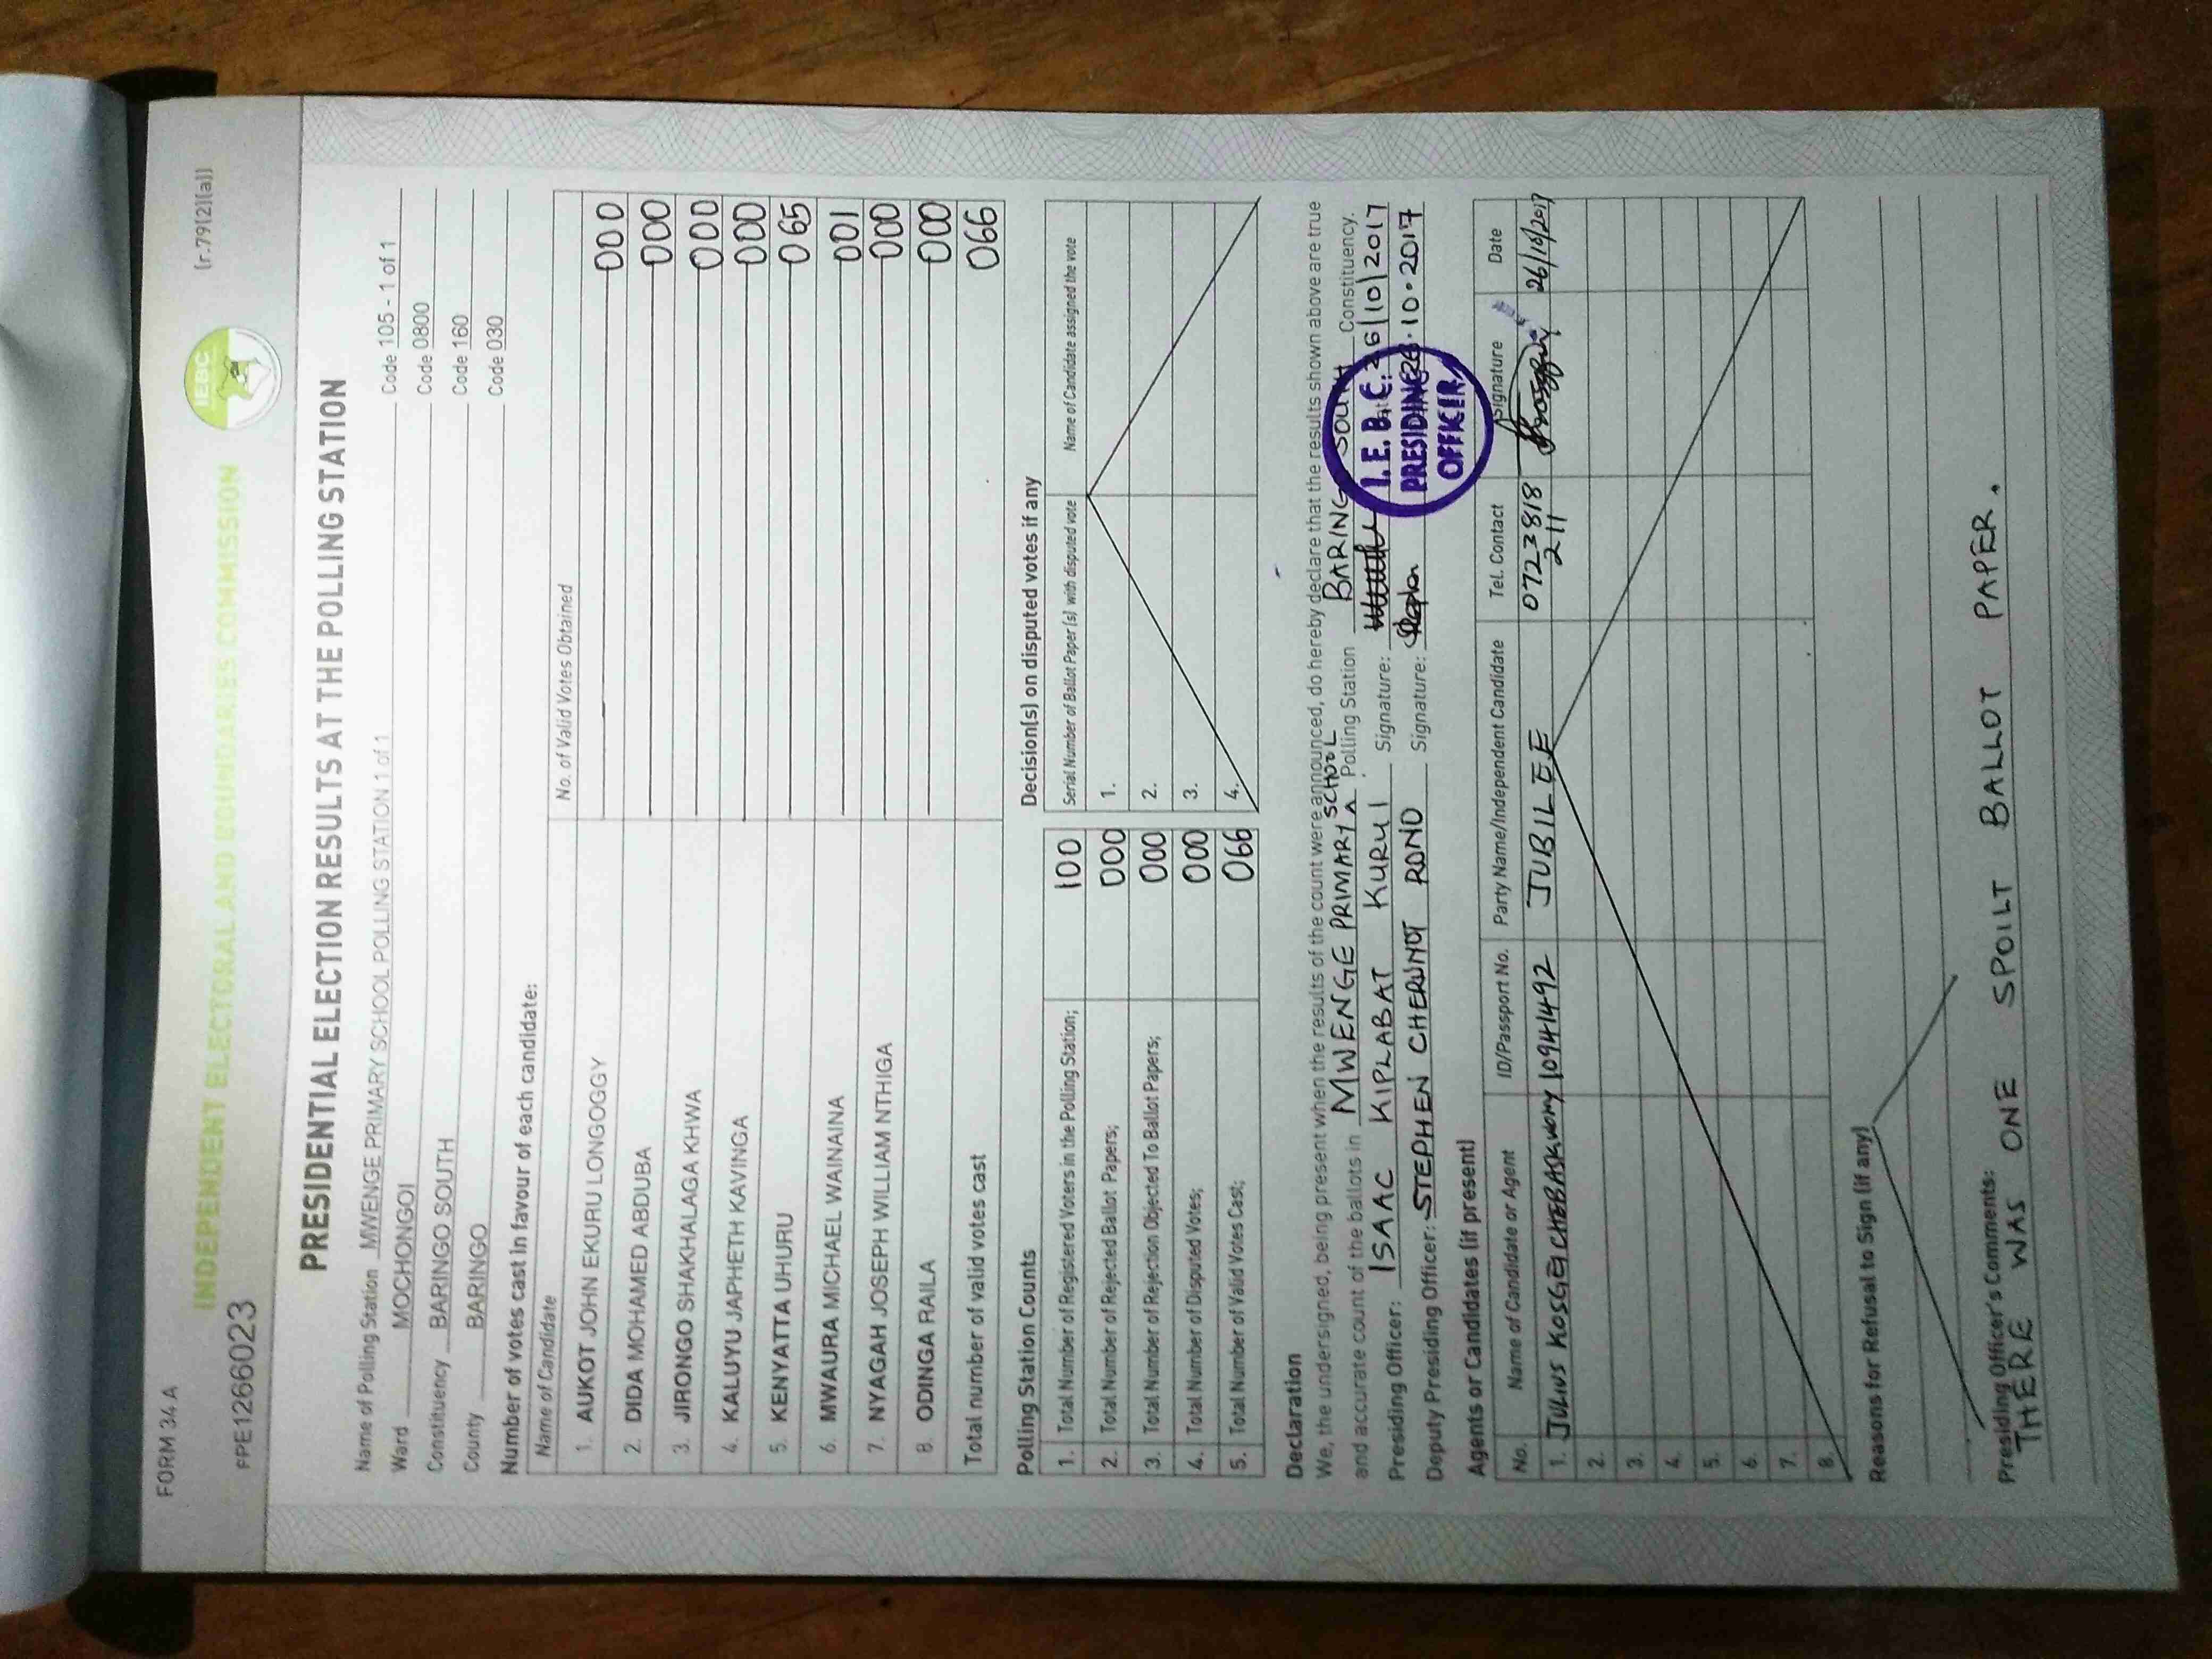 FORM 34A (r.79(2)(a))
IEBC
INDEPENDENT ELECTORAL AND BOUNDARIES COMMISSION
PPE1266023
PRESIDENTIAL ELECTION RESULTS AT THE POLLING STATION
Name of Polling Station MWENGE PRIMARY SCHOOL POLLING STATION 1 of 1 Code 105 - 1 of 1
Ward MOCHONGOI Code 0800
Constituency BARINGO SOUTH Code 160
County BARINGO Code 030
Number of votes cast in favour of each candidate:
Name of Candidate No. of Valid Votes Obtained
1. AUKOT JOHN EKURU LONGOGGY 000
2. DIDA MOHAMED ABDUBA 000
3. JIRONGO SHAKHALAGA KHWA 000
4. KALUYU JAPHETH KAVINGA 000
5. KENYATTA UHURU 065
6. MWAURA MICHAEL WAINAINA 001
7. NYAGAH JOSEPH WILLIAM NTHIGA 000
8. ODINGA RAILA 000
Total number of valid votes cast 066
Polling Station Counts
1. Total Number of Registered Voters in the Polling Station; 100
2. Total Number of Rejected Ballot Papers; 000
3. Total Number of Rejection Objected To Ballot Papers; 000
4. Total Number of Disputed Votes; 000
5. Total Number of Valid Votes Cast; 066
Decision(s) on disputed votes if any
Serial Number of Ballot Paper(s) with disputed vote Name of Candidate assigned the vote
1.
2.
3.
4.
Declaration
We, the undersigned, being present when the results of the count were announced, do hereby declare that the results shown above are true
and accurate count of the ballots in MWENGE PRIMARY SCHOOL Polling Station BARINGO SOUTH Constituency.
Presiding Officer: ISAAC KIPLABAT KURUI Signature: 26/10/2017
Deputy Presiding Officer: STEPHEN CHERUIYOT RONO Signature: 26.10.2017
I.E.B.C.
PRESIDING
OFFICER
Agents or Candidates (if present)
No. Name of Candidate or Agent ID/Passport No. Party Name/Independent Candidate Tel. Contact Signature Date
1. JULIUS KOSGEI CHEBASKWONY 10941492 JUBILEE 0723818 26/10/2017
211
2.
3.
4.
5.
6.
7.
8.
Reasons for Refusal to Sign (if any)
Presiding Officer's Comments:
THERE WAS ONE SPOILT BALLOT PAPER.